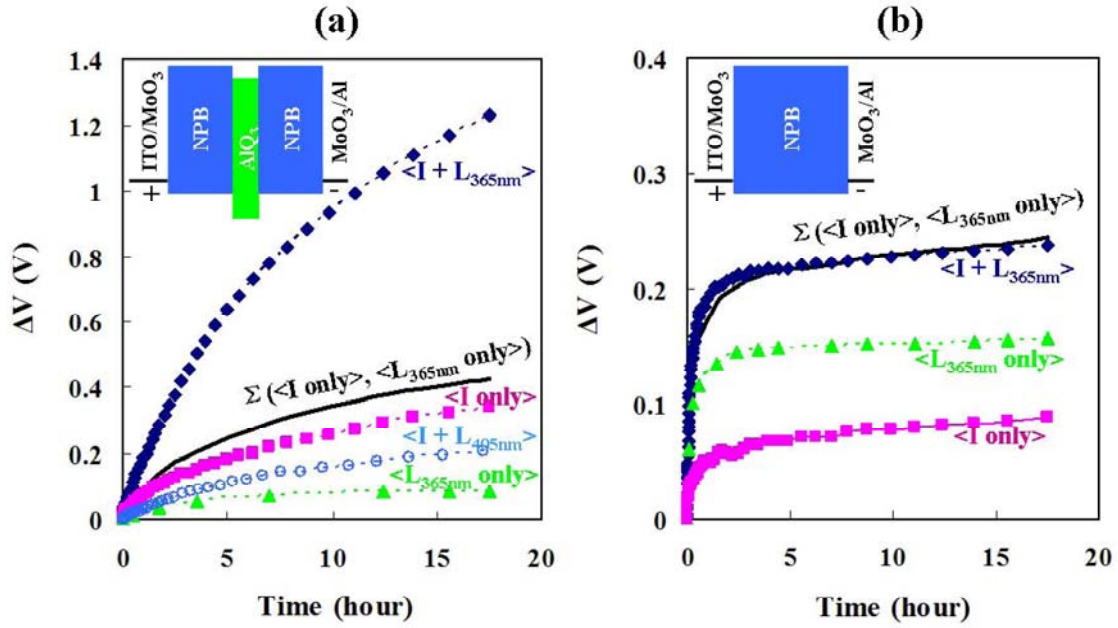 (a)
1.4
1.2
1
0.8
0.6
0.4
0.2
0
0
5
10
15
20
ΔV (V)
Time (hour)
ITO/MoO3
NPB
AlQ3
NPB
MoO3/Al
+
-
<I + L365nm>
Σ (<I only>, <L365nm only>)
<I only>
<I + L405nm>
<L365nm only>
(b)
0.4
0.3
0.2
0.1
0
0
5
10
15
20
ΔV (V)
Time (hour)
ITO/MoO3
NPB
MoO3/Al
+
-
Σ (<I only>, <L365nm only>)
<I + L365nm>
<L365nm only>
<I only>